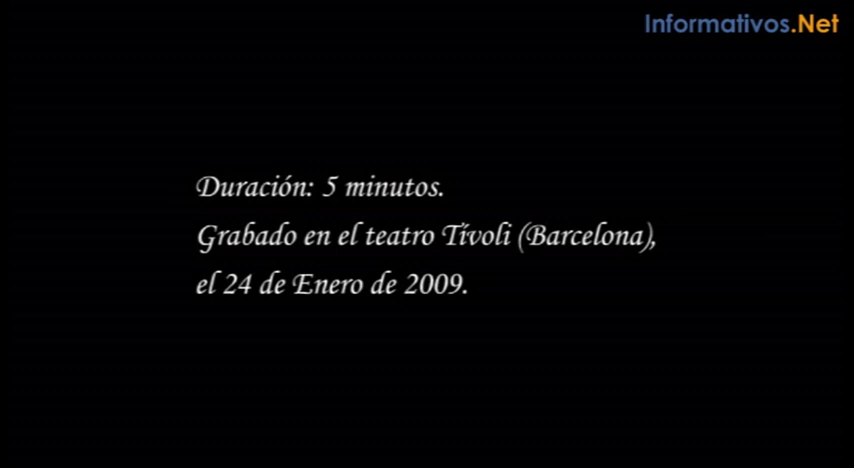 Informativos.Net
Duración: 5 minutos.
Grabado en el teatro Tívoli (Barcelona),
el 24 de Enero de 2009.